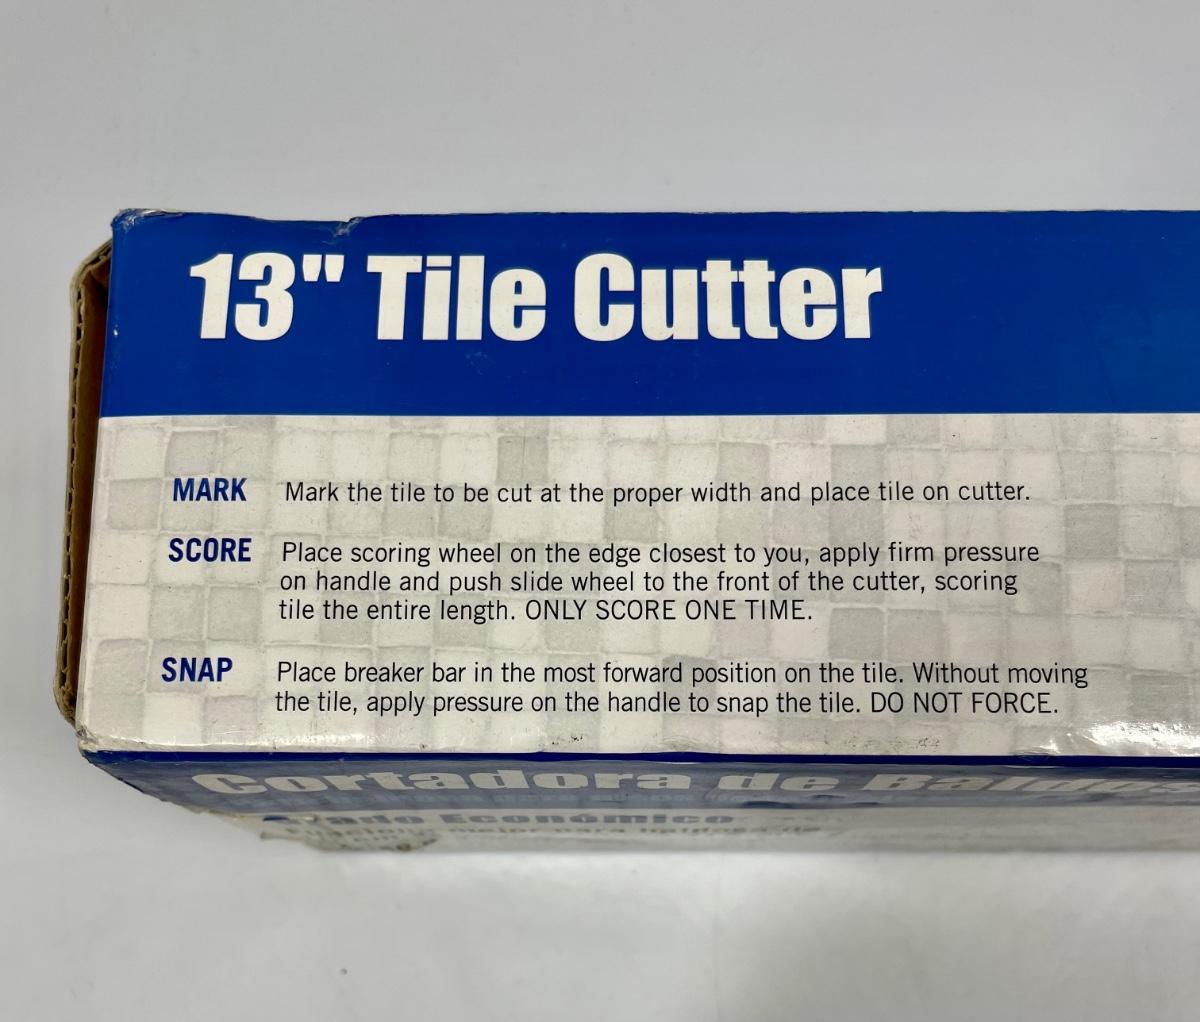 13" Tile Cutter
MARK Mark the tile to be cut at the proper width and place tile on cutter.
SCORE Place scoring wheel on the edge closest to you, apply firm pressure
on handle and push slide wheel to the front of the cutter, scoring
tile the entire length. ONLY SCORE ONE TIME.
SNAP Place breaker bar in the most forward position on the tile. Without moving
the tile, apply pressure on the handle to snap the tile. DO NOT FORCE.
Cortadora de
Económico